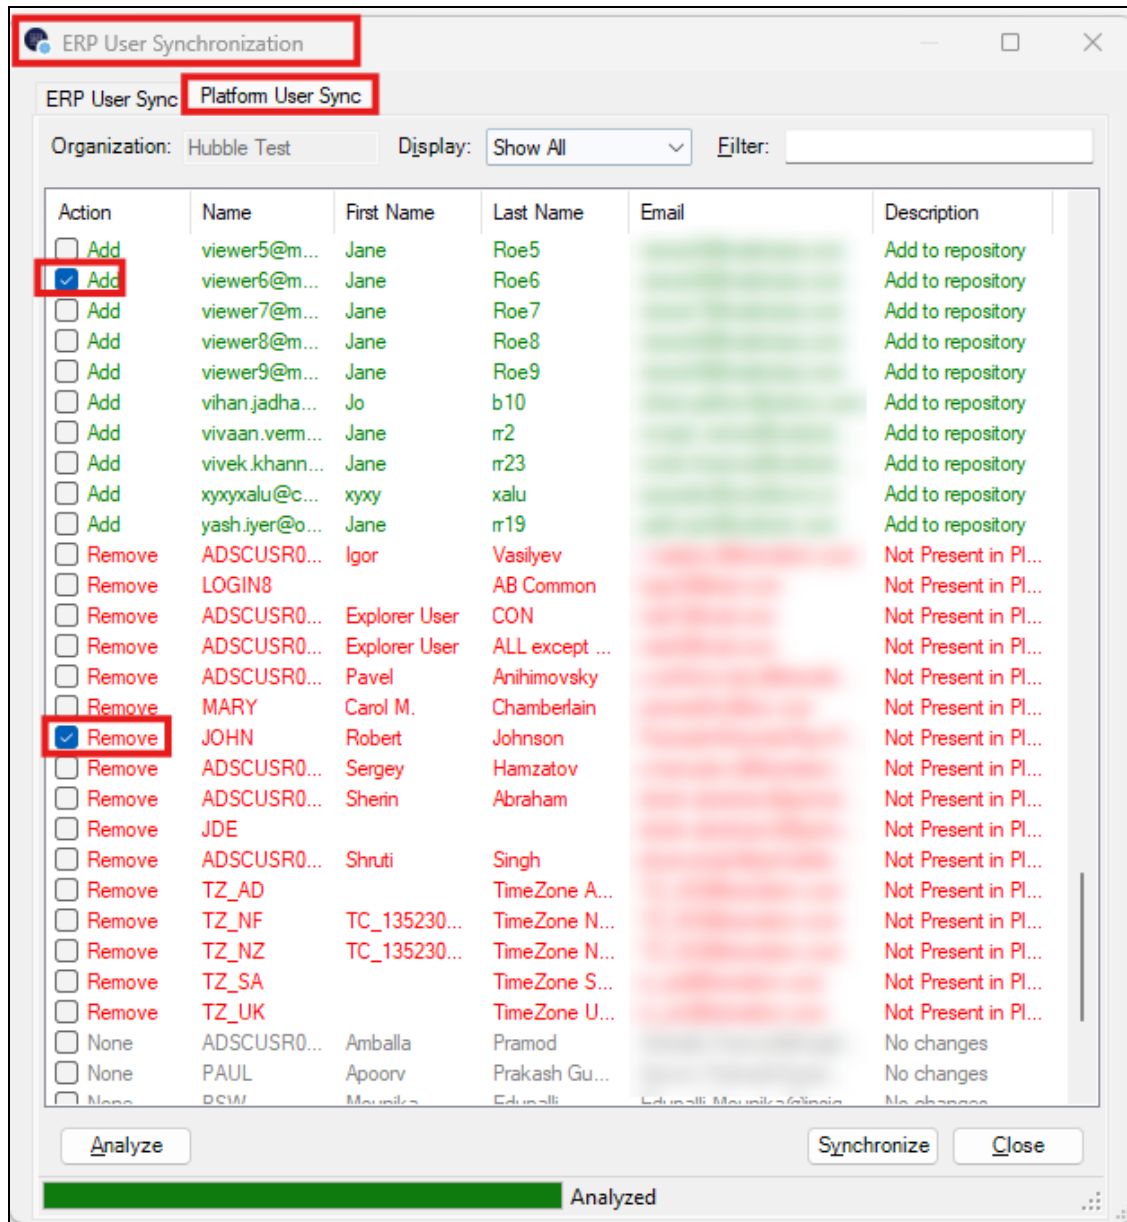 ERP User Synchronization
ERP User Sync Platform User Sync
Organization: Hubble Test Display: Show All Filter:
Action Name First Name Last Name Email Description
Add viewer5@m... Jane Roe5 Add to repository
Add viewer6@m... Jane Roe6 Add to repository
Add viewer7@m... Jane Roe7 Add to repository
Add viewer8@m... Jane Roe8 Add to repository
Add viewer9@m... Jane Roe9 Add to repository
Add vihan.jadha... Jo b10 Add to repository
Add vivaan.verm... Jane rr2 Add to repository
Add vivek.khann... Jane rr23 Add to repository
Add xyxyxalu@c... xyxy xalu Add to repository
Add yash.iyer@o... Jane rr19 Add to repository
Remove ADSCUSR0... Igor Vasilyev Not Present in Pl...
Remove LOGIN8 AB Common Not Present in Pl...
Remove ADSCUSR0... Explorer User CON Not Present in Pl...
Remove ADSCUSR0... Explorer User ALL except ... Not Present in Pl...
Remove ADSCUSR0... Pavel Anihimovsky Not Present in Pl...
Remove MARY Carol M. Chamberlain Not Present in Pl...
Remove JOHN Robert Johnson Not Present in Pl...
Remove ADSCUSR0... Sergey Hamzatov Not Present in Pl...
Remove ADSCUSR0... Sherin Abraham Not Present in Pl...
Remove JDE Not Present in Pl...
Remove ADSCUSR0... Shruti Singh Not Present in Pl...
Remove TZ_AD TimeZone A... Not Present in Pl...
Remove TZ_NF TC_135230... TimeZone N... Not Present in Pl...
Remove TZ_NZ TC_135230... TimeZone N... Not Present in Pl...
Remove TZ_SA TimeZone S... Not Present in Pl...
Remove TZ_UK TimeZone U... Not Present in Pl...
None ADSCUSR0... Amballa Pramod No changes
None PAUL Apoorv Prakash Gu... No changes
None Mounika Edupalli No changes
Analyze Synchronize Close
Analyzed